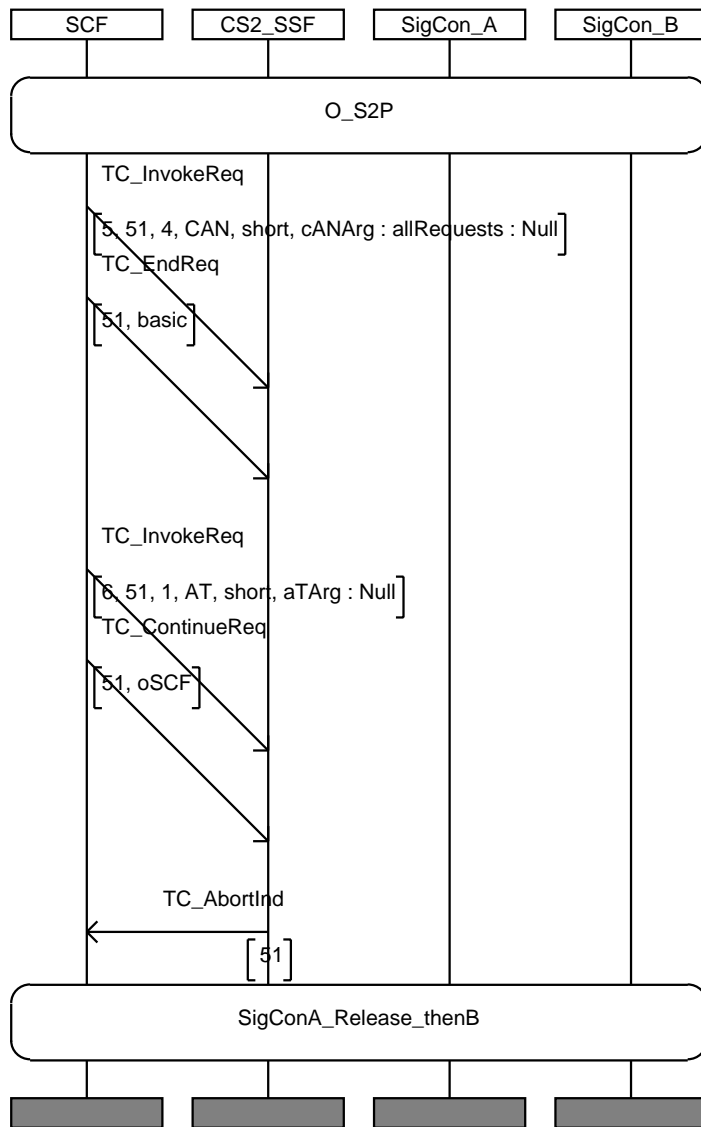 SCF CS2_SSF SigCon_A SigCon_B
O_S2P
TC_InvokeReq
[5, 51, 4, CAN, short, cANArg : allRequests : Null]
TC_EndReq
[51, basic]
TC_InvokeReq
[6, 51, 1, AT, short, aTArg : Null]
TC_ContinueReq
[51, oSCF]
TC_AbortInd
[51]
SigConA_Release_thenB